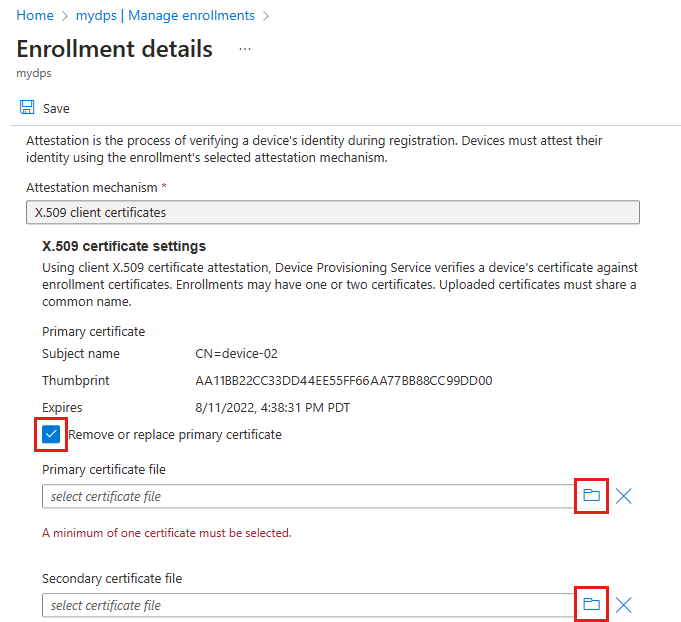 Home > mydps | Manage enrollments >
Enrollment details ...
mydps
Save
Attestation is the process of verifying a device's identity during registration. Devices must attest their
identity using the enrollment's selected attestation mechanism.
Attestation mechanism *
X.509 client certificates
X.509 certificate settings
Using client X.509 certificate attestation, Device Provisioning Service verifies a device's certificate against
enrollment certificates. Enrollments may have one or two certificates. Uploaded certificates must share a
common name.
Primary certificate
Subject name CN=device-02
Thumbprint AA11BB22CC33DD44EE55FF66AA77BB88CC99DD00
Expires 8/11/2022, 4:38:31 PM PDT
Remove or replace primary certificate
Primary certificate file
select certificate file
A minimum of one certificate must be selected.
Secondary certificate file
select certificate file